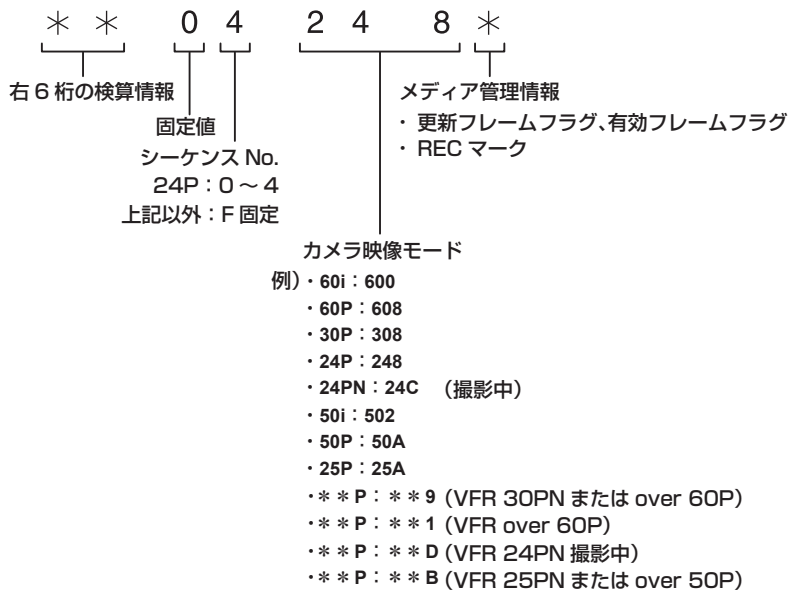 ＊ ＊ 0 4 2 4 8 ＊
右6桁の検算情報
固定値
シーケンス No.
24P：0～4
上記以外：F 固定
メディア管理情報
・ 更新フレームフラグ、有効フレームフラグ
・ REC マーク
カメラ映像モード
例）・60i：600
・60P：608
・30P：308
・24P：248
・24PN：24C （撮影中）
・50i：502
・50P：50A
・25P：25A
・＊＊P：＊＊9（VFR 30PN または over 60P）
・＊＊P：＊＊1（VFR over 60P）
・＊＊P：＊＊D（VFR 24PN 撮影中）
・＊＊P：＊＊B（VFR 25PN または over 50P）